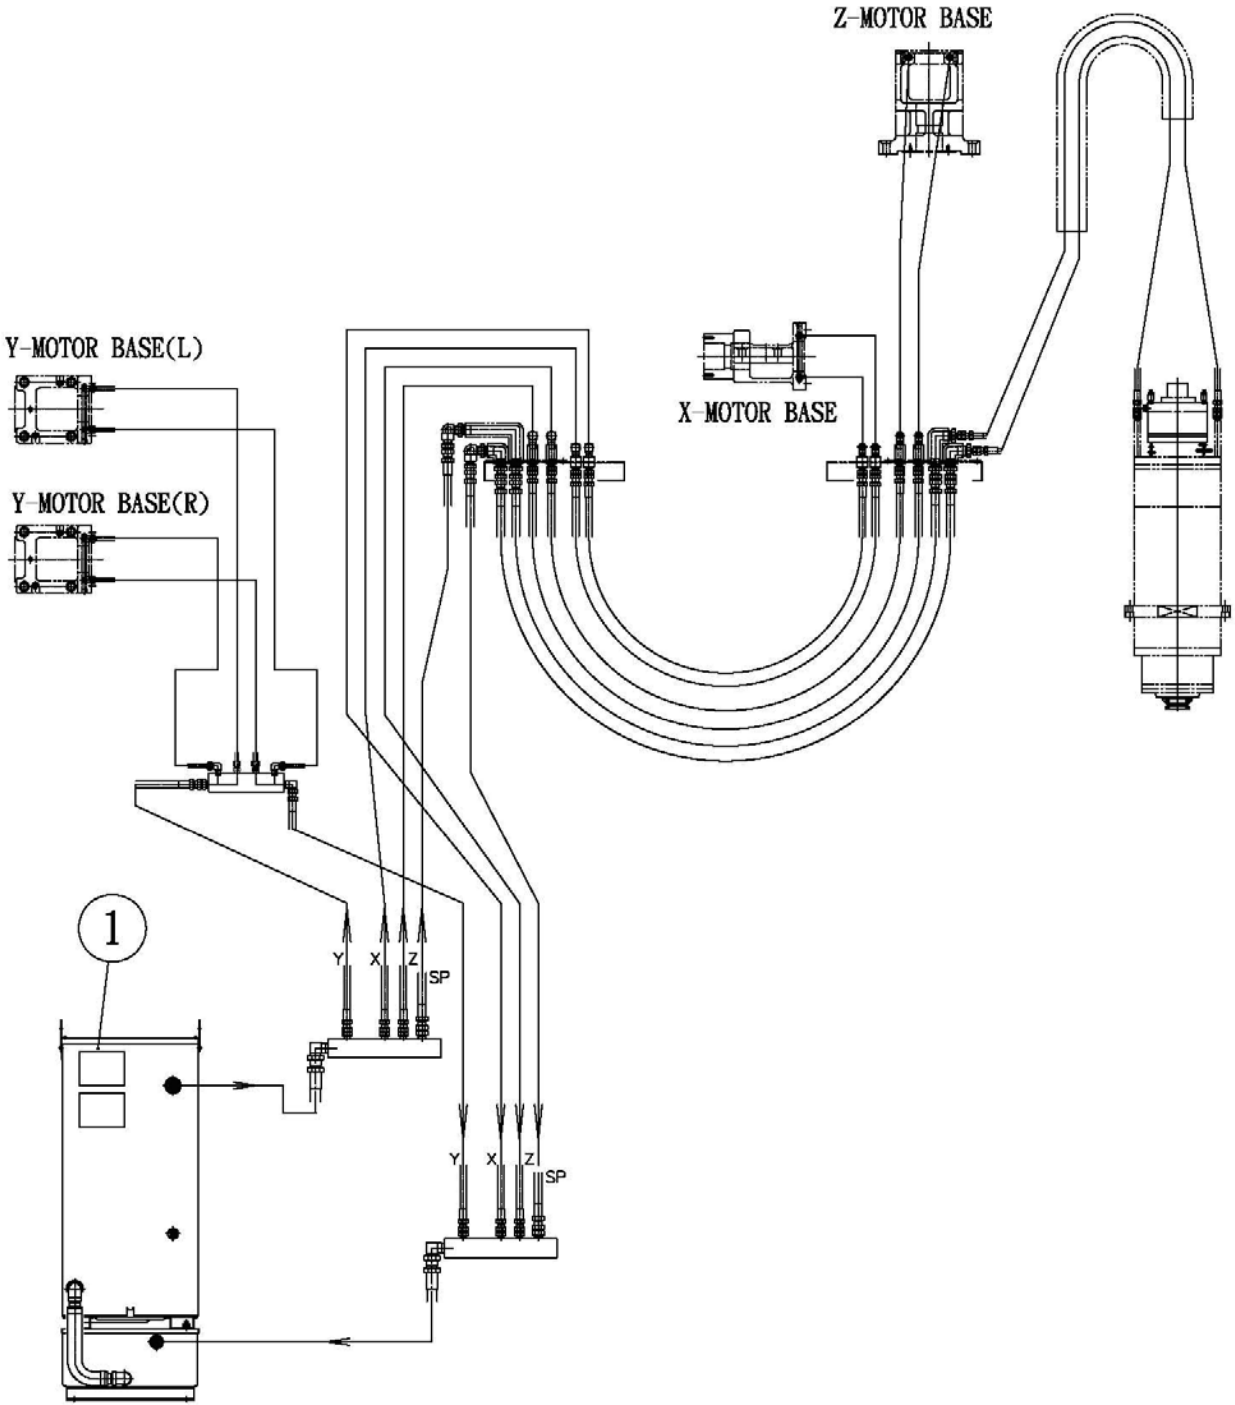 Z-MOTOR BASE
Y-MOTOR BASE(L)
X-MOTOR BASE
Y-MOTOR BASE(R)
1
Y X Z SP
Y X Z SP